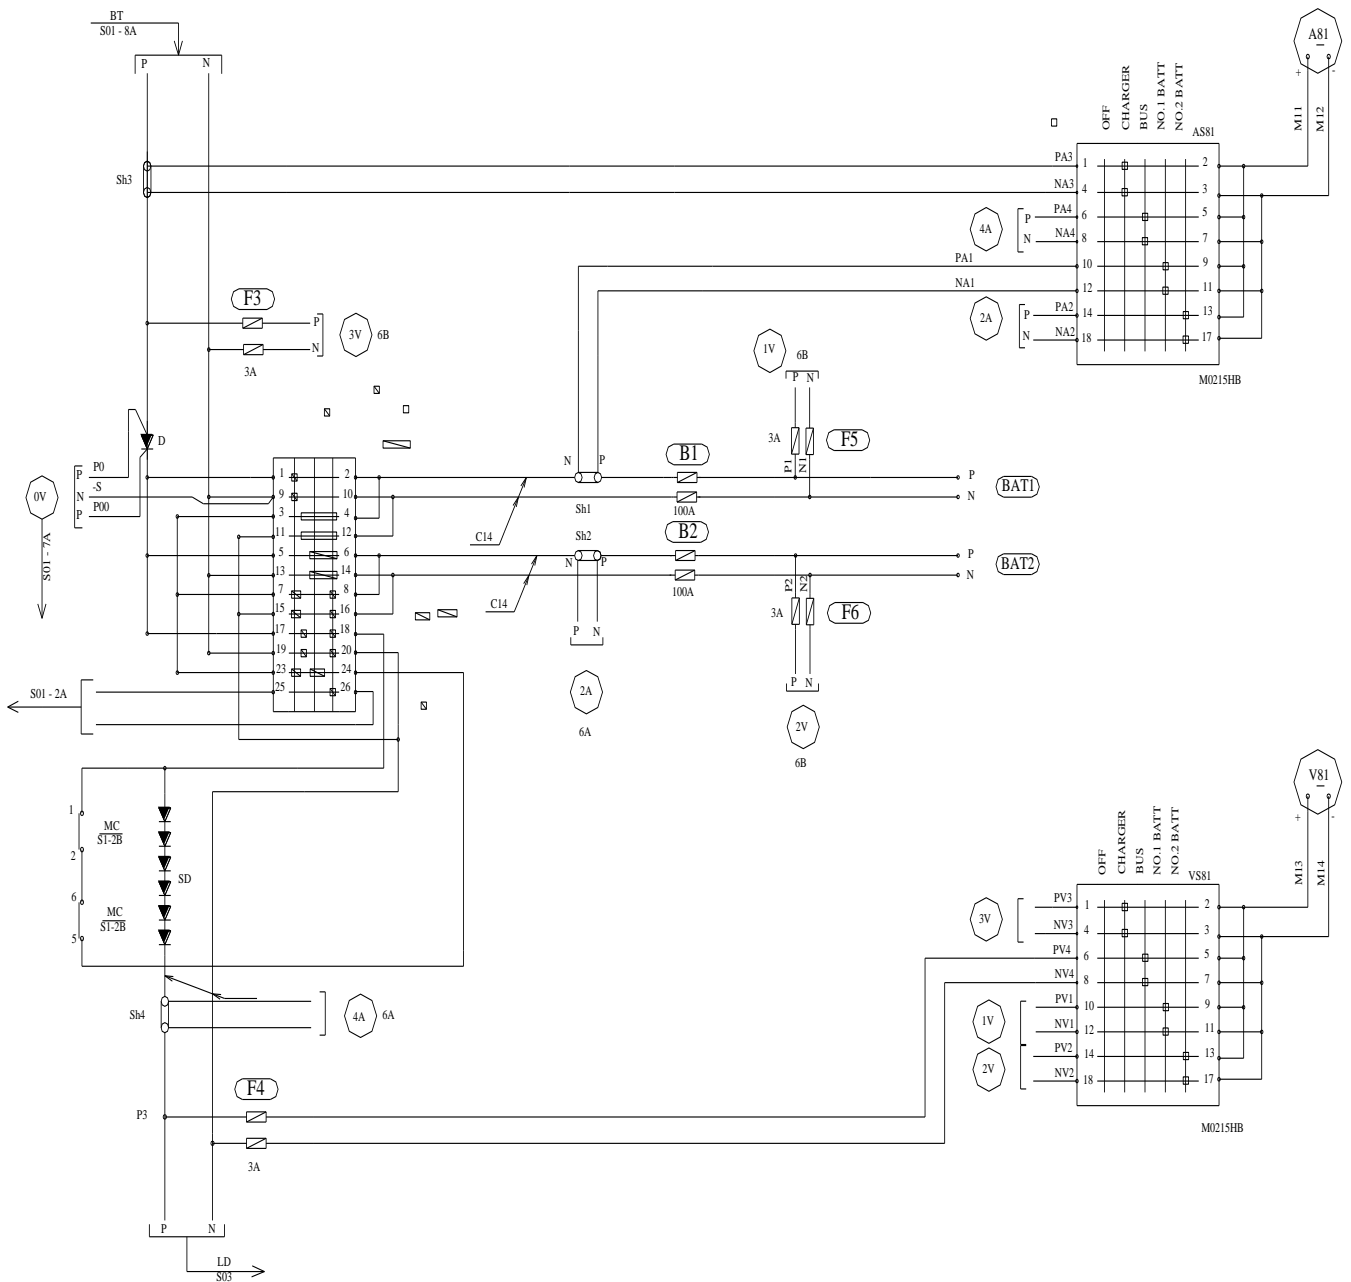 BT
S01 - 8A
P N
Sh3
F3
P
N
3V 6B
3A
D
P0
P
-S
N
P00
P
0V
S01 - 7A
1 2
9 10
3 4
11 12
5 6
13 14
7 8
15 16
17 18
19 20
23 24
25 26
S01 - 2A
C14
C14
N P
Sh1
Sh2
N P
P N
2A
6A
B1
100A
B2
100A
1V 6B
P N
3A
F5
P1
N1
P
N
BAT1
P
N
BAT2
P2
N2
3A
F6
P N
2V
6B
A81
+ -
M11
M12
OFF
CHARGER
BUS
NO.1 BATT
NO.2 BATT
AS81
PA3 1 2
NA3 4 3
4A P PA4 6 5
N NA4 8 7
PA1 10 9
NA1 12 11
2A P PA2 14 13
N NA2 18 17
M0215HB
1
MC
S1-2B
2
SD
6
MC
S1-2B
5
Sh4
4A 6A
F4
P3
3A
P N
LD
S03
V81
+ -
M13
M14
OFF
CHARGER
BUS
NO.1 BATT
NO.2 BATT
VS81
3V PV3 1 2
NV3 4 3
PV4 6 5
NV4 8 7
1V PV1 10 9
NV1 12 11
2V PV2 14 13
NV2 18 17
M0215HB